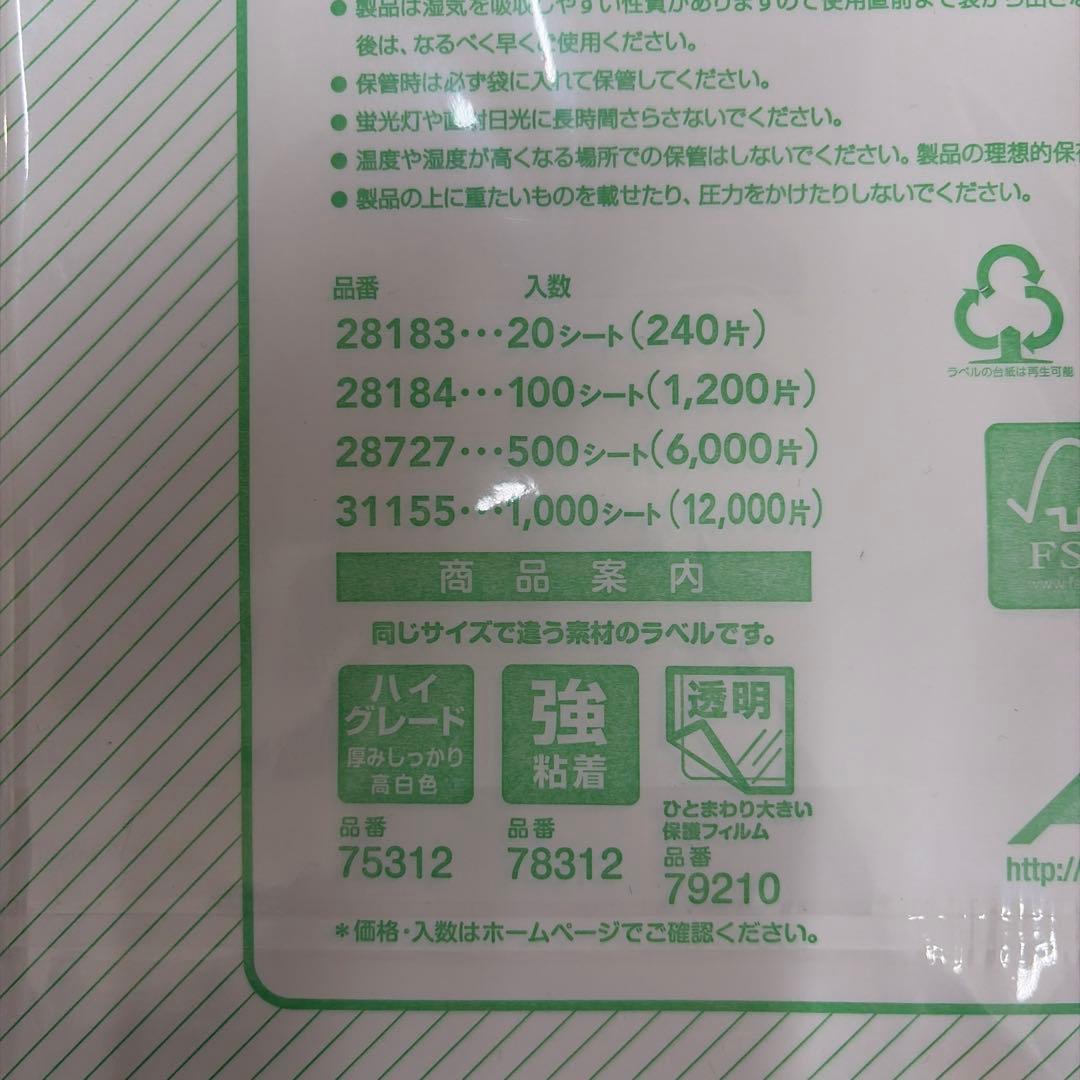 ● 製品は湿気を吸収しやすい性質がありますので使用直前まで袋から出さな
後は、なるべく早くご使用ください。
● 保管時は必ず袋に入れて保管してください。
● 蛍光灯や直射日光に長時間さらさないでください。
● 温度や湿度が高くなる場所での保管はしないでください。製品の理想的保存
● 製品の上に重たいものを載せたり、圧力をかけたりしないでください。
品番 入数
28183…20シート(240片)
28184…100シート(1,200片)
28727…500シート(6,000片)
31155…1,000シート(12,000片)
ラベルの台紙は再生可能
FS
www.fs
商品案内
同じサイズで違う素材のラベルです。
ハイ
グレード
厚みしっかり
高白色
品番
75312
強
粘着
品番
78312
透明
ひとまわり大きい
保護フィルム
品番
79210
http://
*価格・入数はホームページでご確認ください。